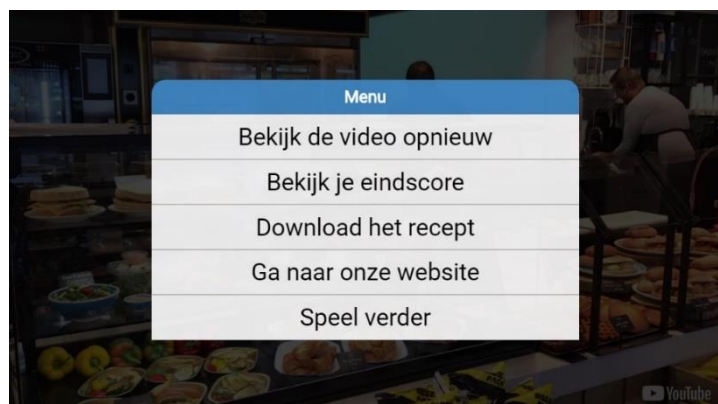 Menu
Bekijk de video opnieuw
Bekijk je eindscore
Download het recept
Ga naar onze website
Speel verder
YouTube